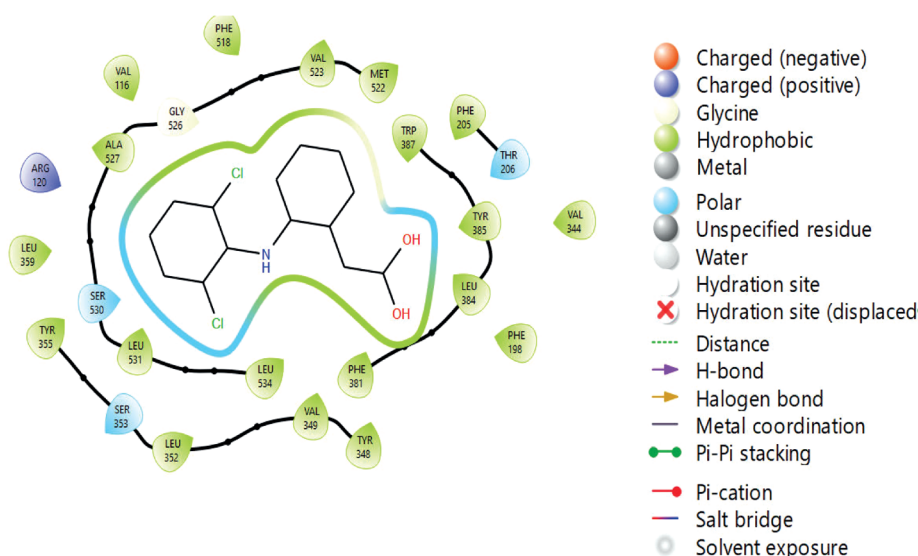 PHE
518
VAL
523
MET
522
VAL
116
GLY
526
PHE
205
TRP
387
THR
206
ALA
527
ARG
120
Cl
TYR
385
VAL
344
OH
N
H
LEU
359
SER
530
LEU
384
OH
Cl
TYR
355
LEU
531
PHE
198
LEU
534
PHE
381
SER
353
VAL
349
LEU
352
TYR
348
Charged (negative)
Charged (positive)
Glycine
Hydrophobic
Metal
Polar
Unspecified residue
Water
Hydration site
Hydration site (displaced
Distance
H-bond
Halogen bond
Metal coordination
Pi-Pi stacking
Pi-cation
Salt bridge
Solvent exposure